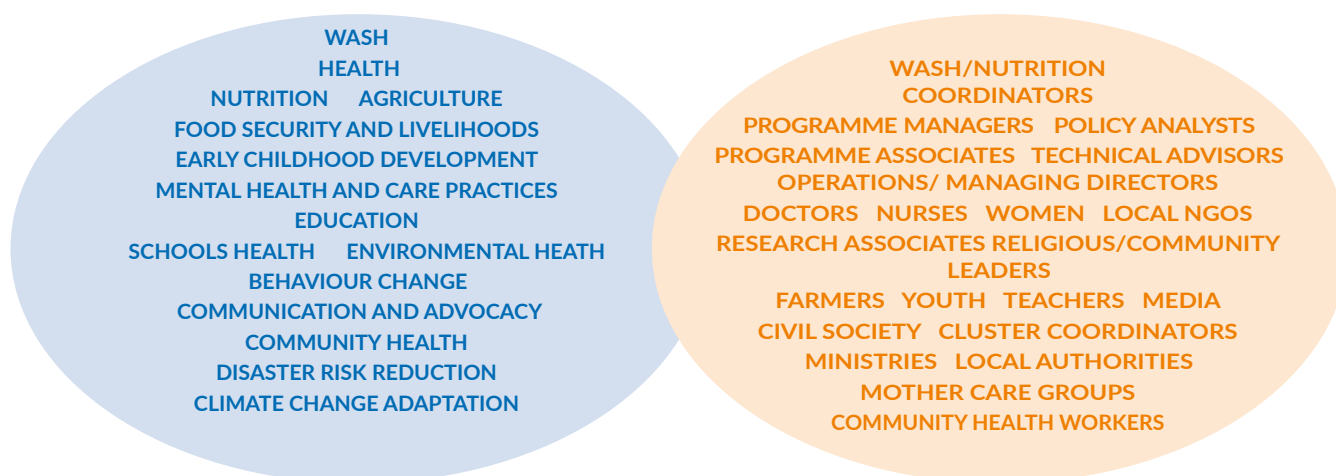 WASH
HEALTH
NUTRITION AGRICULTURE
FOOD SECURITY AND LIVELIHOODS
EARLY CHILDHOOD DEVELOPMENT
MENTAL HEALTH AND CARE PRACTICES
EDUCATION
SCHOOLS HEALTH ENVIRONMENTAL HEATH
BEHAVIOUR CHANGE
COMMUNICATION AND ADVOCACY
COMMUNITY HEALTH
DISASTER RISK REDUCTION
CLIMATE CHANGE ADAPTATION
WASH/NUTRITION
COORDINATORS
PROGRAMME MANAGERS POLICY ANALYSTS
PROGRAMME ASSOCIATES TECHNICAL ADVISORS
OPERATIONS/ MANAGING DIRECTORS
DOCTORS NURSES WOMEN LOCAL NGOS
RESEARCH ASSOCIATES RELIGIOUS/COMMUNITY
LEADERS
FARMERS YOUTH TEACHERS MEDIA
CIVIL SOCIETY CLUSTER COORDINATORS
MINISTRIES LOCAL AUTHORITIES
MOTHER CARE GROUPS
COMMUNITY HEALTH WORKERS